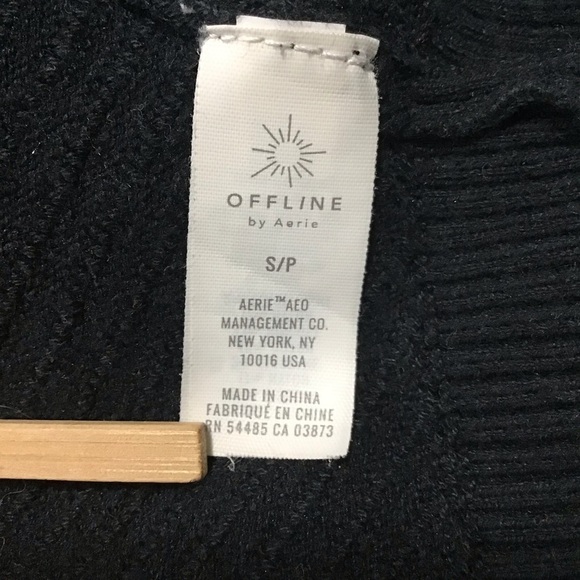 OFFLINE
by Aerie
S/P
AERIE™AEO
MANAGEMENT CO.
NEW YORK, NY
10016 USA
MADE IN CHINA
FABRIQUÉ EN CHINE
RN 54485 CA 03873